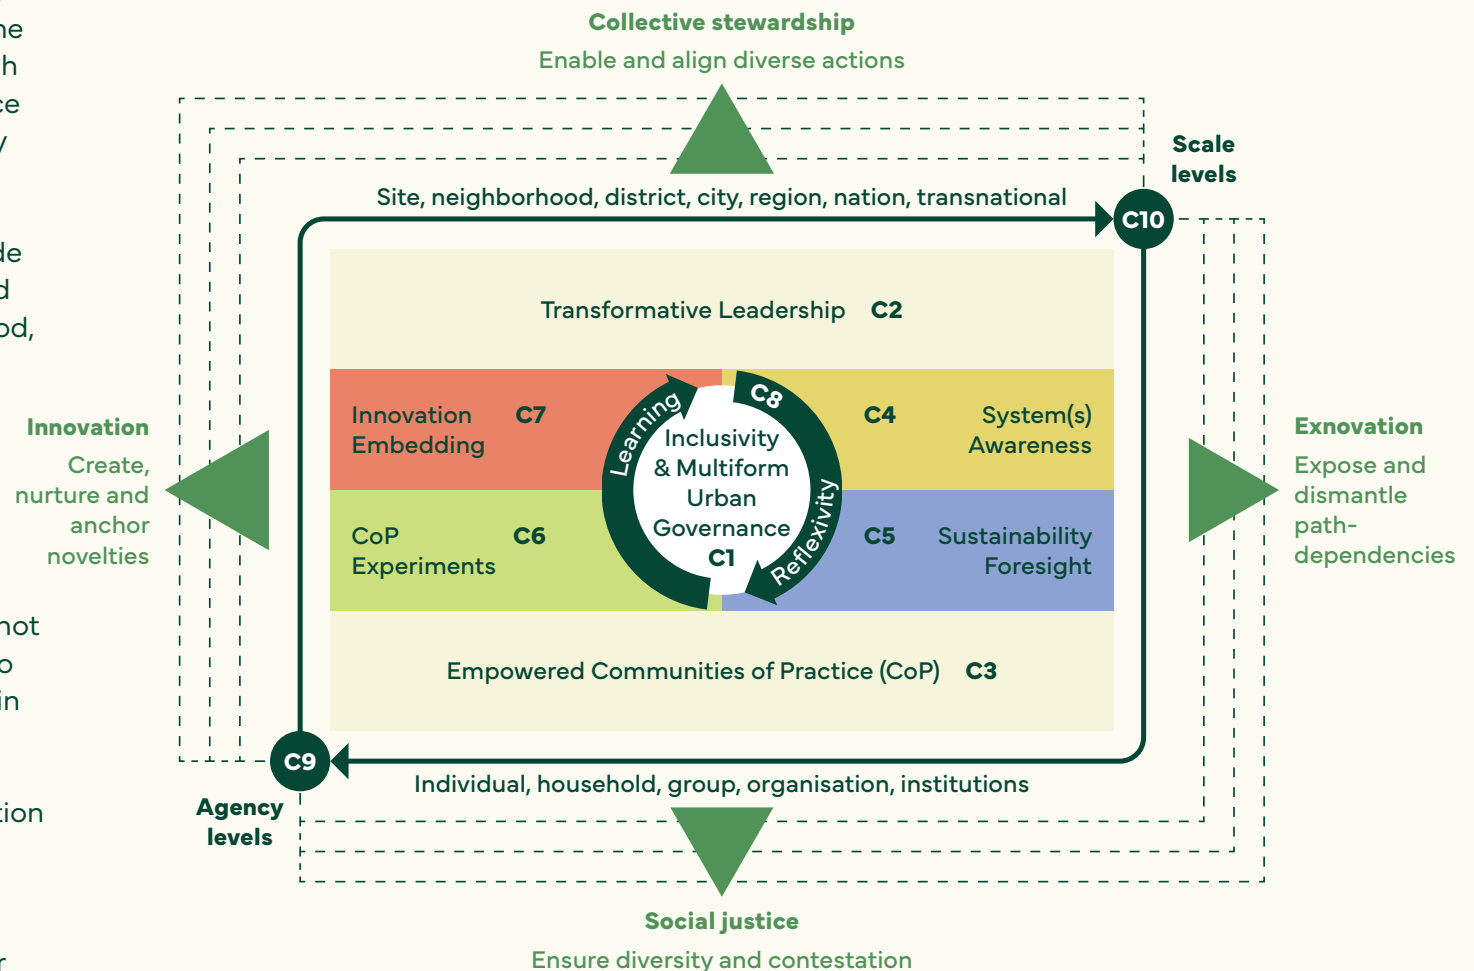 Collective stewardship
Enable and align diverse actions
Scale
levels
Site, neighborhood, district, city, region, nation, transnational
C10
Transformative Leadership C2
Innovation C7
Embedding
C8
Learning
Reflexivity
Inclusivity
& Multiform
Urban
Governance
C1
C4 System(s)
Awareness
CoP C6
Experiments
C5 Sustainability
Foresight
Empowered Communities of Practice (CoP) C3
Innovation
Create,
nurture and
anchor
novelties
Exnovation
Expose and
dismantle
path-
dependencies
C9
Individual, household, group, organisation, institutions
Agency
levels
Social justice
Ensure diversity and contestation
not
in